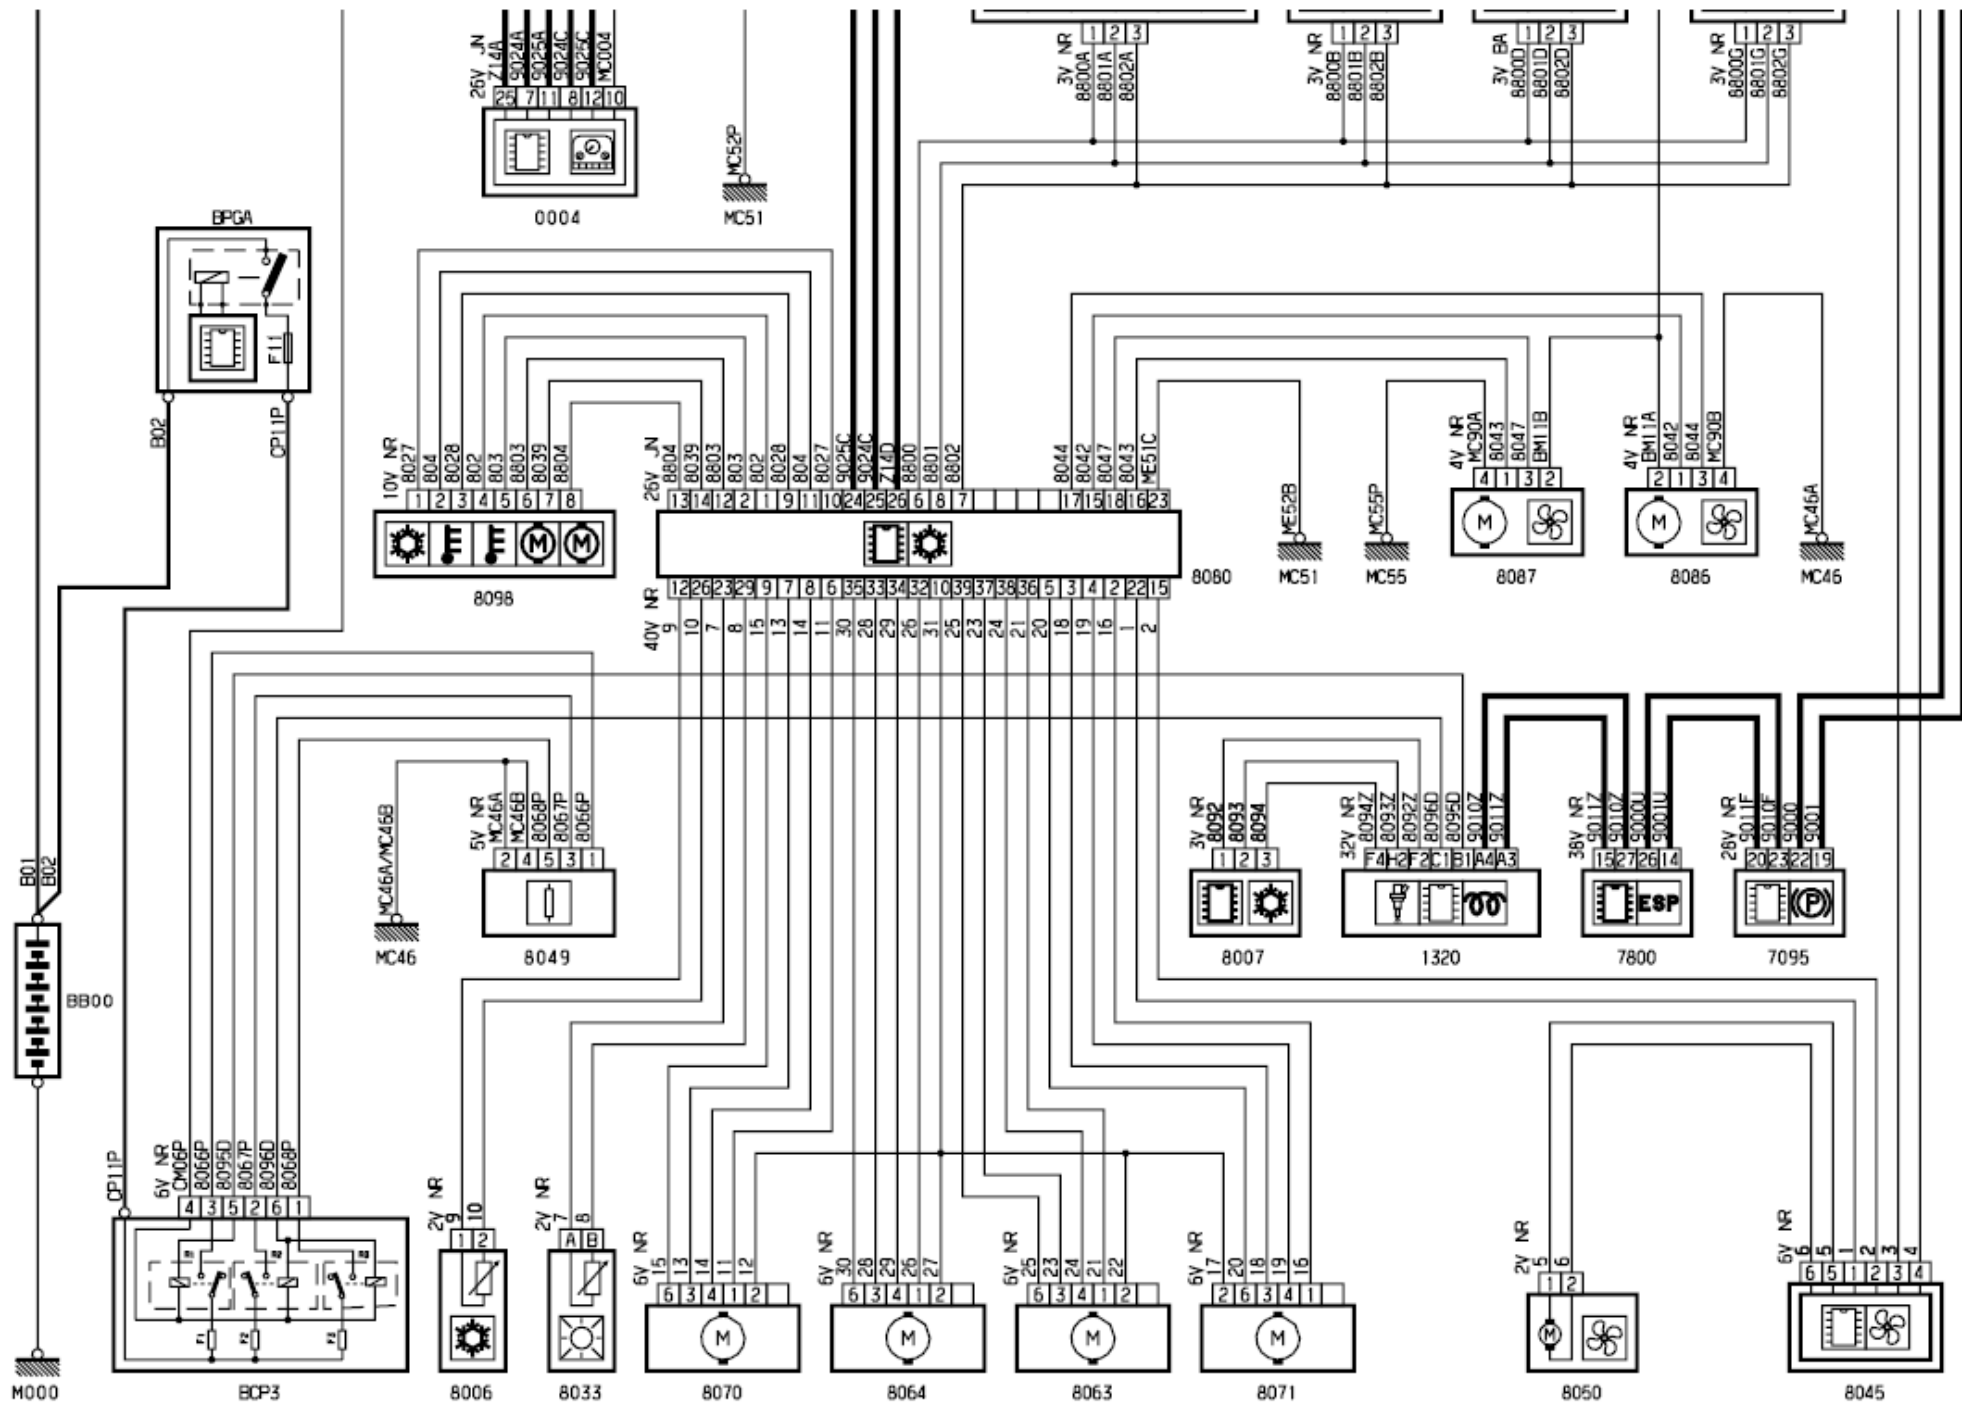 26V JN
Z14A
9024A
9025A
9024C
9025C
MC004
25 7 11 8 12 10
0004
MC52P
MC51
3V NR
8800A
8801A
8802A
1 2 3
3V NR
8800B
8801B
8802B
1 2 3
3V BA
8800D
8801D
8802D
1 2 3
3V NR
8800G
8801G
8802G
1 2 3
BPGA
F11
B02
CP11P
10V NR
8027
804
8028
802
803
8803
8039
8804
1 2 3 4 5 6 7 8
M M
8098
26V JN
8804
8039
8803
803
802
8028
804
8027
9025C
9024C
Z14D
8800
8801
8802
8044
8042
8047
8043
ME51C
13 14 12 2 1 9 11 10 24 25 26 6 8 7 17 15 18 16 23
8080
40V NR
12 26 23 29 9 7 8 6 35 33 34 32 10 39 37 38 36 5 3 4 2 22 15
9 10 7 8 15 13 14 11 30 28 29 26 31 25 23 24 21 20 18 19 16 1 2
ME52B
MC51
MC55P
MC55
4V NR
MC90A
8043
8047
BM11B
4 1 3 2
M
8087
4V NR
BM11A
8042
8044
MC90B
2 1 3 4
M
8086
MC46A
MC46
MC46A/MC46B
MC46
5V NR
MC46A
MC46B
8068P
8067P
8066P
2 4 5 3 1
8049
3V NR
8092
8093
8094
1 2 3
8007
32V NR
8094Z
8093Z
8092Z
8096D
8095D
9010Z
9011Z
F4 H2 F2 C1 B1 A4 A3
1320
38V NR
9011Z
9010Z
9000U
9001U
15 27 26 14
ESP
7800
28V NR
9011F
9010F
9000
9001
20 23 22 19
P
7095
B01
B02
BB00
M000
CP11P
6V NR
CM06P
8066P
8095D
8067P
8096D
8068P
4 3 5 2 6 1
R1 R2 R3
F1 F2 F3
BCP3
2V NR
9 10
1 2
8006
2V NR
7 8
A B
8033
6V NR
15 13 14 11 12
6 3 4 1 2
M
8070
6V NR
30 28 29 26 27
6 3 4 1 2
M
8064
6V NR
25 23 24 21 22
6 3 4 1 2
M
8063
6V NR
17 20 18 19 16
2 6 3 4 1
M
8071
2V NR
5 6
1 2
M
8050
6V NR
6 5 1 2 3 4
6 5 1 2 3 4
8045